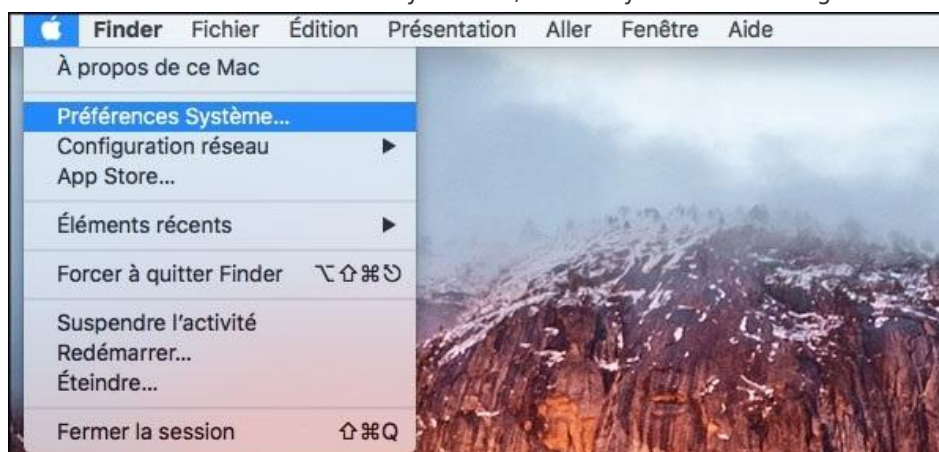 Finder Fichier Édition Présentation Aller Fenêtre Aide
À propos de ce Mac
Préférences Système...
Configuration réseau ▶
App Store...
Éléments récents ▶
Forcer à quitter Finder ⌥⇧⌘⎋
Suspendre l'activité
Redémarrer...
Éteindre...
Fermer la session ⇧⌘Q